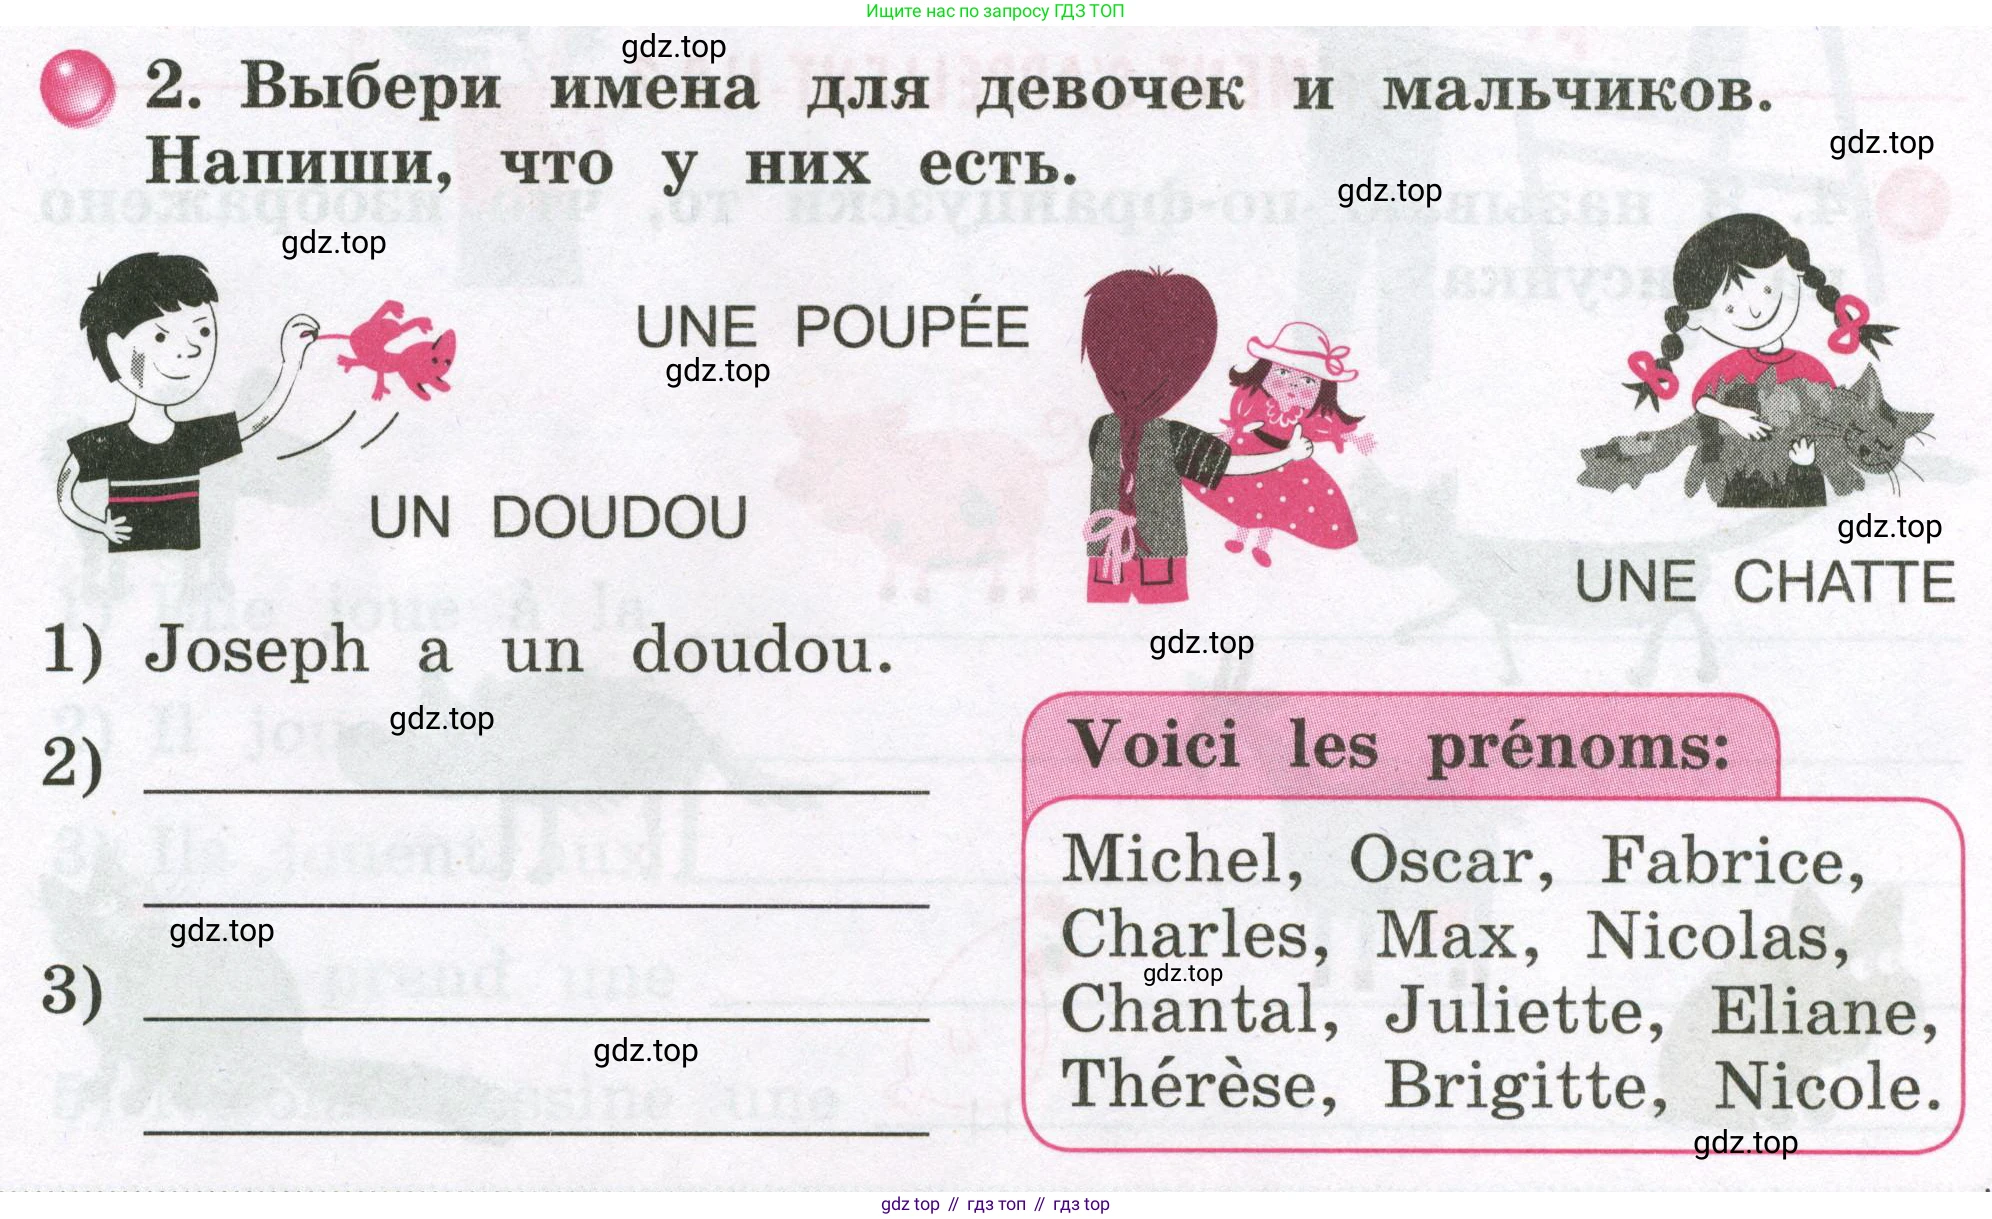 Ищите нас по запросу ГДЗ ТОП
gdz.top
2. Выбери имена для девочек и мальчиков.
gdz.top
Напиши, что у них есть.
gdz.top
gdz.top
UNE POUPÉE
gdz.top
UN DOUDOU
gdz.top
UNE CHATTE
1) Joseph a un doudou.
gdz.top
gdz.top
2)
3)
gdz.top
gdz.top
Voici les prénoms:
Michel, Oscar, Fabrice,
Charles, Max, Nicolas,
gdz.top
Chantal, Juliette, Eliane,
Thérèse, Brigitte, Nicole.
gdz.top
gdz top // гдз топ // гдз top